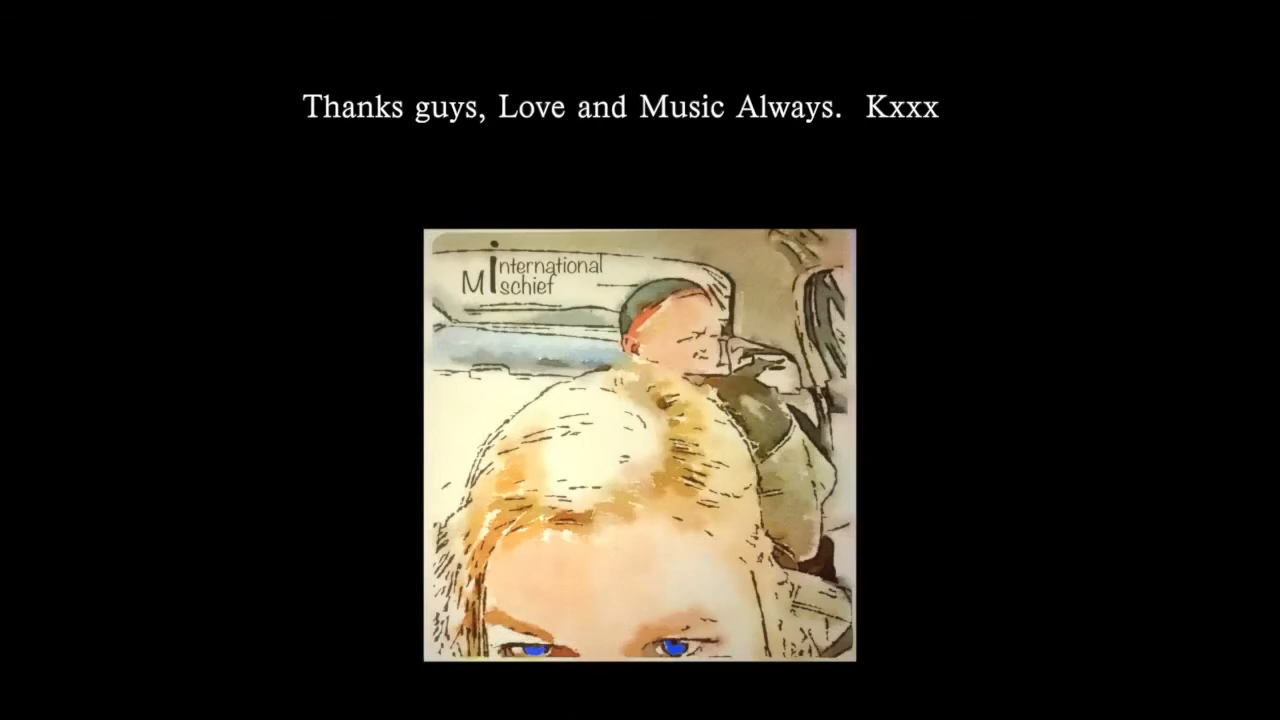 Thanks guys, Love and Music Always.  Kxxx
international
Mischief